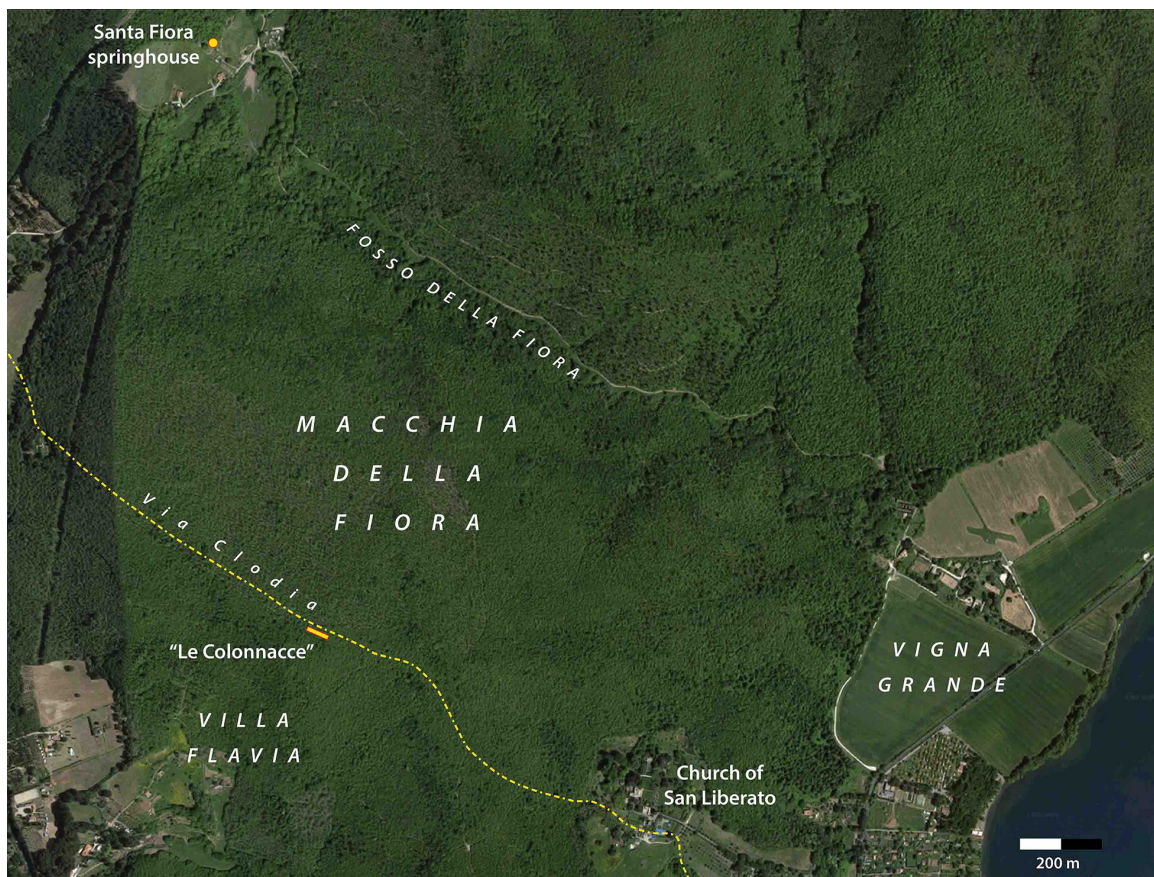 Santa Fiora
springhouse
FOSSO DELLA FIORA
MACCHIA
DELLA
FIORA
Via Clodia
“Le Colonnacce”
VILLA
FLAVIA
VIGNA
GRANDE
Church of
San Liberato
200 m